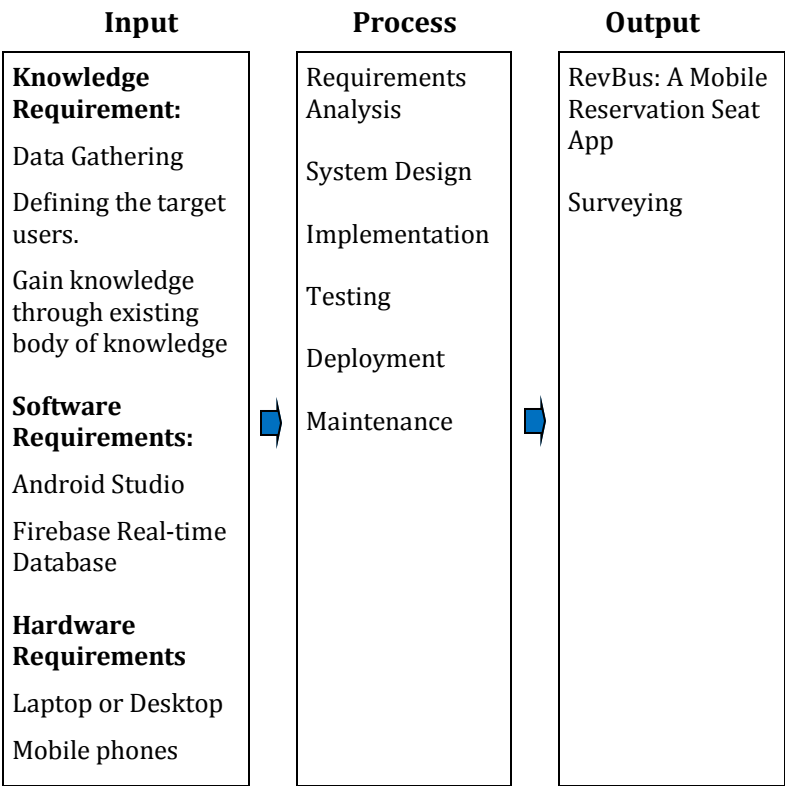 Input
Knowledge
Requirement:
Data Gathering
Defining the target
users.
Gain knowledge
through existing
body of knowledge
Software
Requirements:
Android Studio
Firebase Real-time
Database
Hardware
Requirements
Laptop or Desktop
Mobile phones
Process
Requirements
Analysis
System Design
Implementation
Testing
Deployment
Maintenance
Output
RevBus: A Mobile
Reservation Seat
App
Surveying